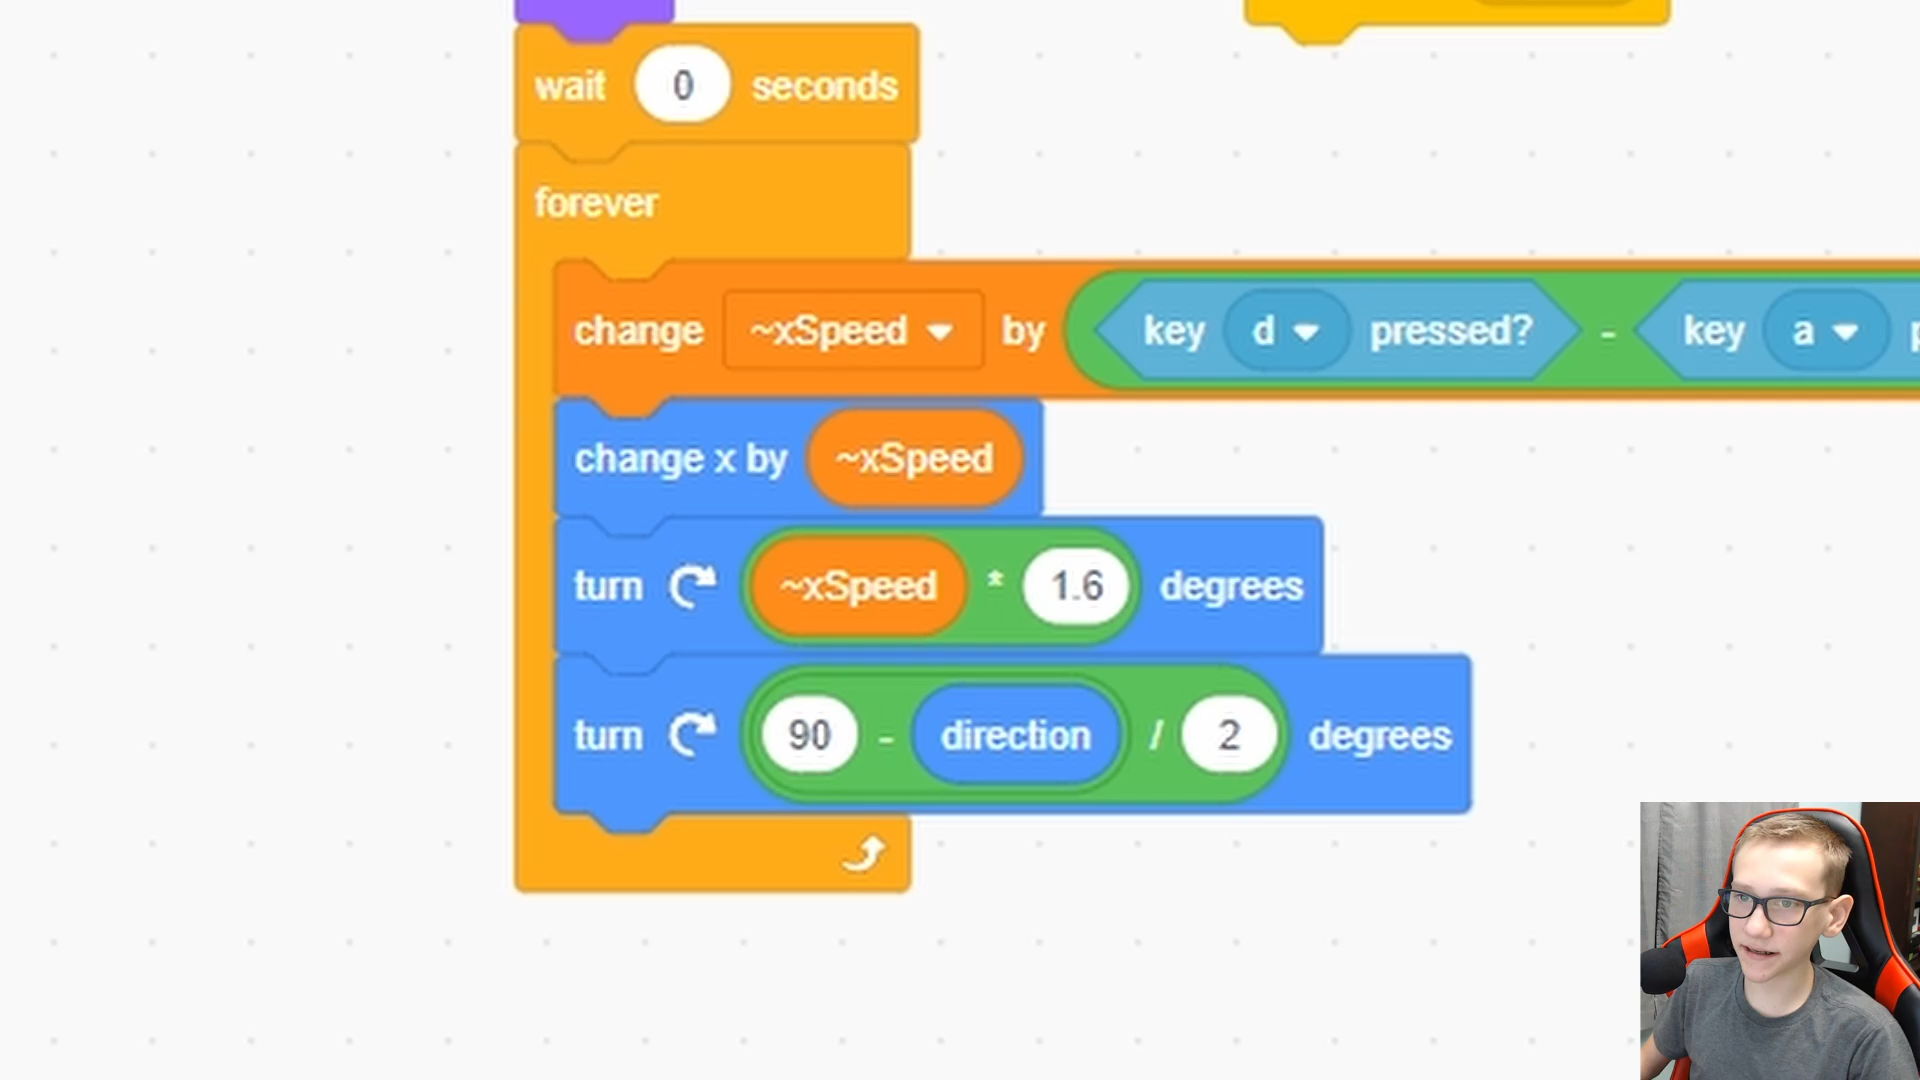 wait 0 seconds
forever
change ~xSpeed by key d pressed? - key a
change x by ~xSpeed
turn ~xSpeed * 1.6 degrees
turn 90 - direction / 2 degrees